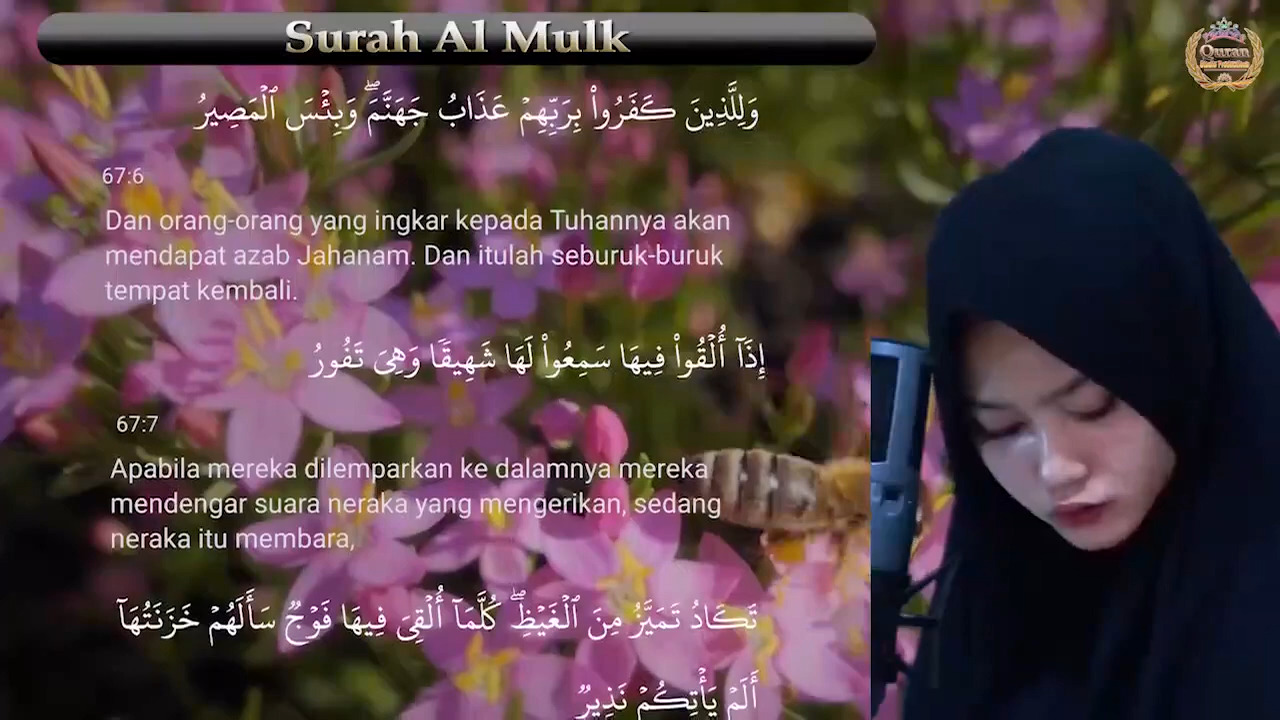 Surah Al Mulk
Quran
وَلِلَّذِينَ كَفَرُوا۟ بِرَبِّهِمْ عَذَابُ جَهَنَّمَ ۖ وَبِئْسَ ٱلْمَصِيرُ
67:6
Dan orang-orang yang ingkar kepada Tuhannya akan
mendapat azab Jahanam. Dan itulah seburuk-buruk
tempat kembali.
إِذَآ أُلْقُوا۟ فِيهَا سَمِعُوا۟ لَهَا شَهِيقًا وَهِىَ تَفُورُ
67:7
Apabila mereka dilemparkan ke dalamnya mereka
mendengar suara neraka yang mengerikan, sedang
neraka itu membara,
تَكَادُ تَمَيَّزُ مِنَ ٱلْغَيْظِ ۖ كُلَّمَآ أُلْقِىَ فِيهَا فَوْجٌ سَأَلَهُمْ خَزَنَتُهَآ
أَلَمْ يَأْتِكُمْ نَذِيرٌ